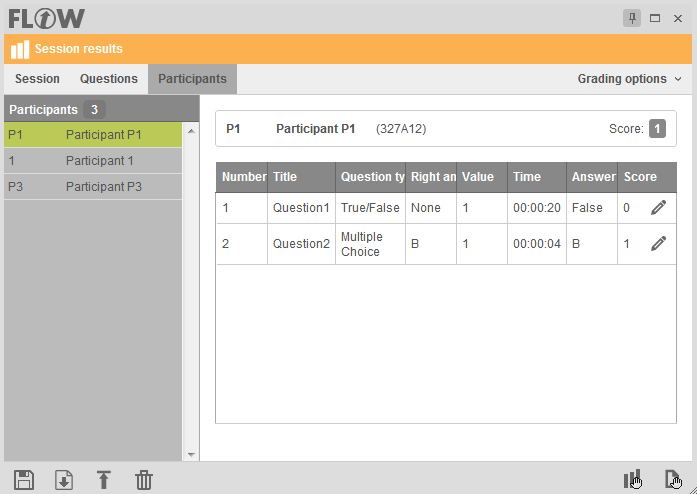 FLOW
Session results
Session Questions Participants Grading options
Participants 3
P1 Participant P1
1 Participant 1
P3 Participant P3
P1 Participant P1 (327A12) Score: 1
Number Title Question ty Right an Value Time Answer Score
1 Question1 True/False None 1 00:00:20 False 0
2 Question2 Multiple Choice B 1 00:00:04 B 1